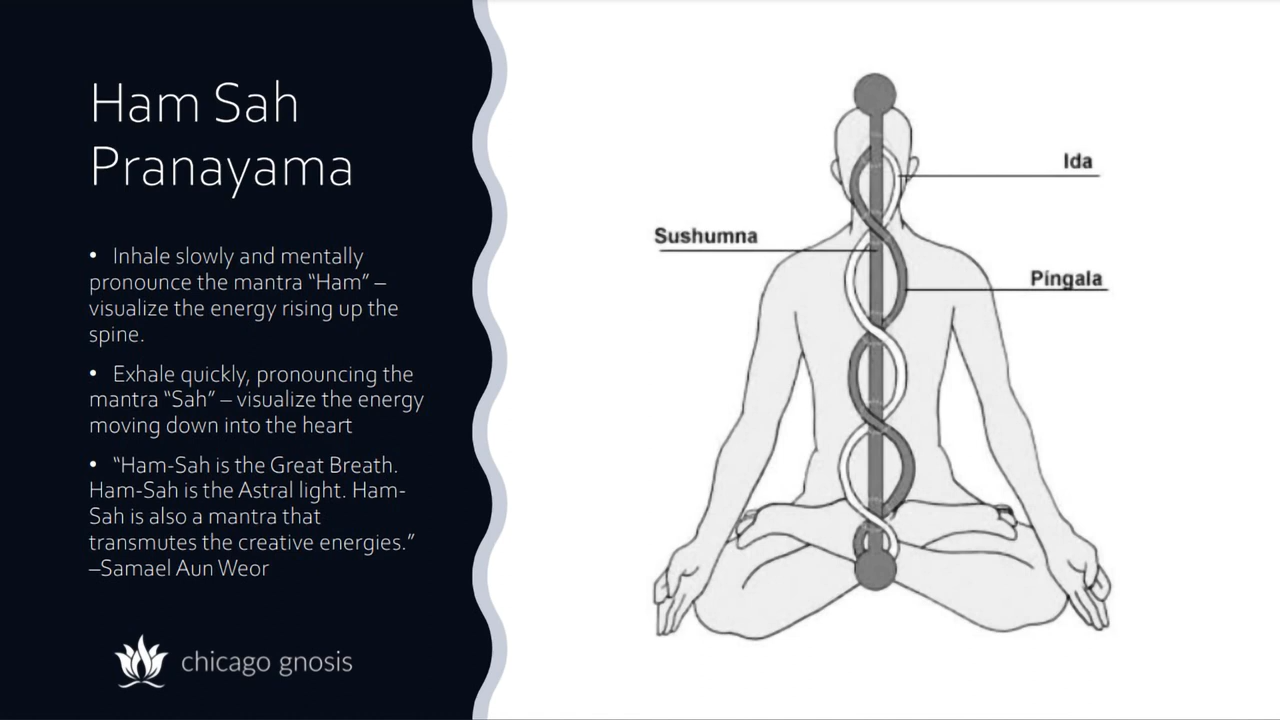 Ham Sah
Pranayama
• Inhale slowly and mentally
pronounce the mantra “Ham” –
visualize the energy rising up the
spine.
• Exhale quickly, pronouncing the
mantra “Sah” – visualize the energy
moving down into the heart
• “Ham-Sah is the Great Breath.
Ham-Sah is the Astral light. Ham-
Sah is also a mantra that
transmutes the creative energies.”
–Samael Aun Weor
chicago gnosis
Ida
Sushumna
Pingala